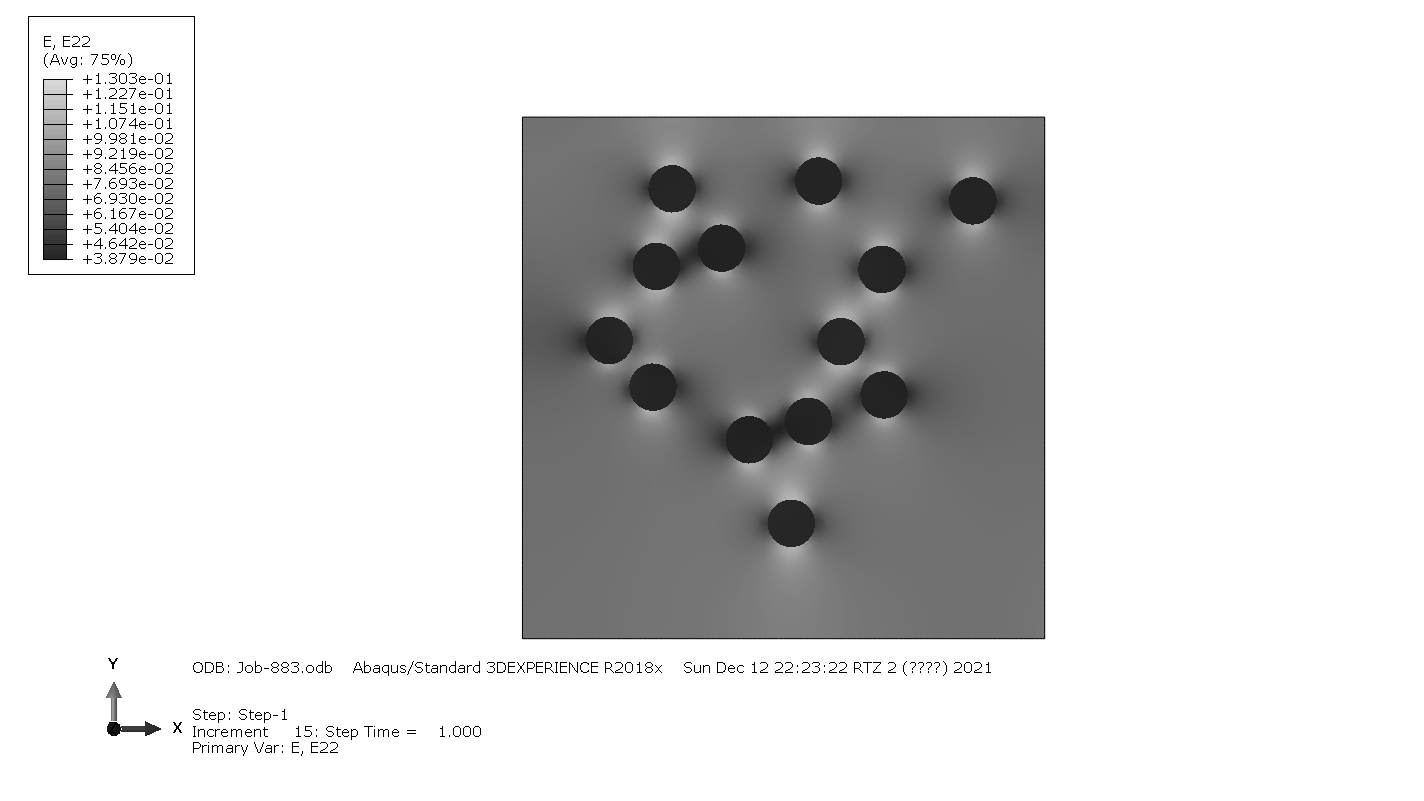 E, E22
(Avg: 75%)
+1.303e-01
+1.227e-01
+1.151e-01
+1.074e-01
+9.981e-02
+9.219e-02
+8.456e-02
+7.693e-02
+6.930e-02
+6.167e-02
+5.404e-02
+4.642e-02
+3.879e-02
Y
X
ODB: Job-883.odb Abaqus/Standard 3DEXPERIENCE R2018x Sun Dec 12 22:23:22 RTZ 2 (????) 2021
Step: Step-1
Increment 15: Step Time = 1.000
Primary Var: E, E22